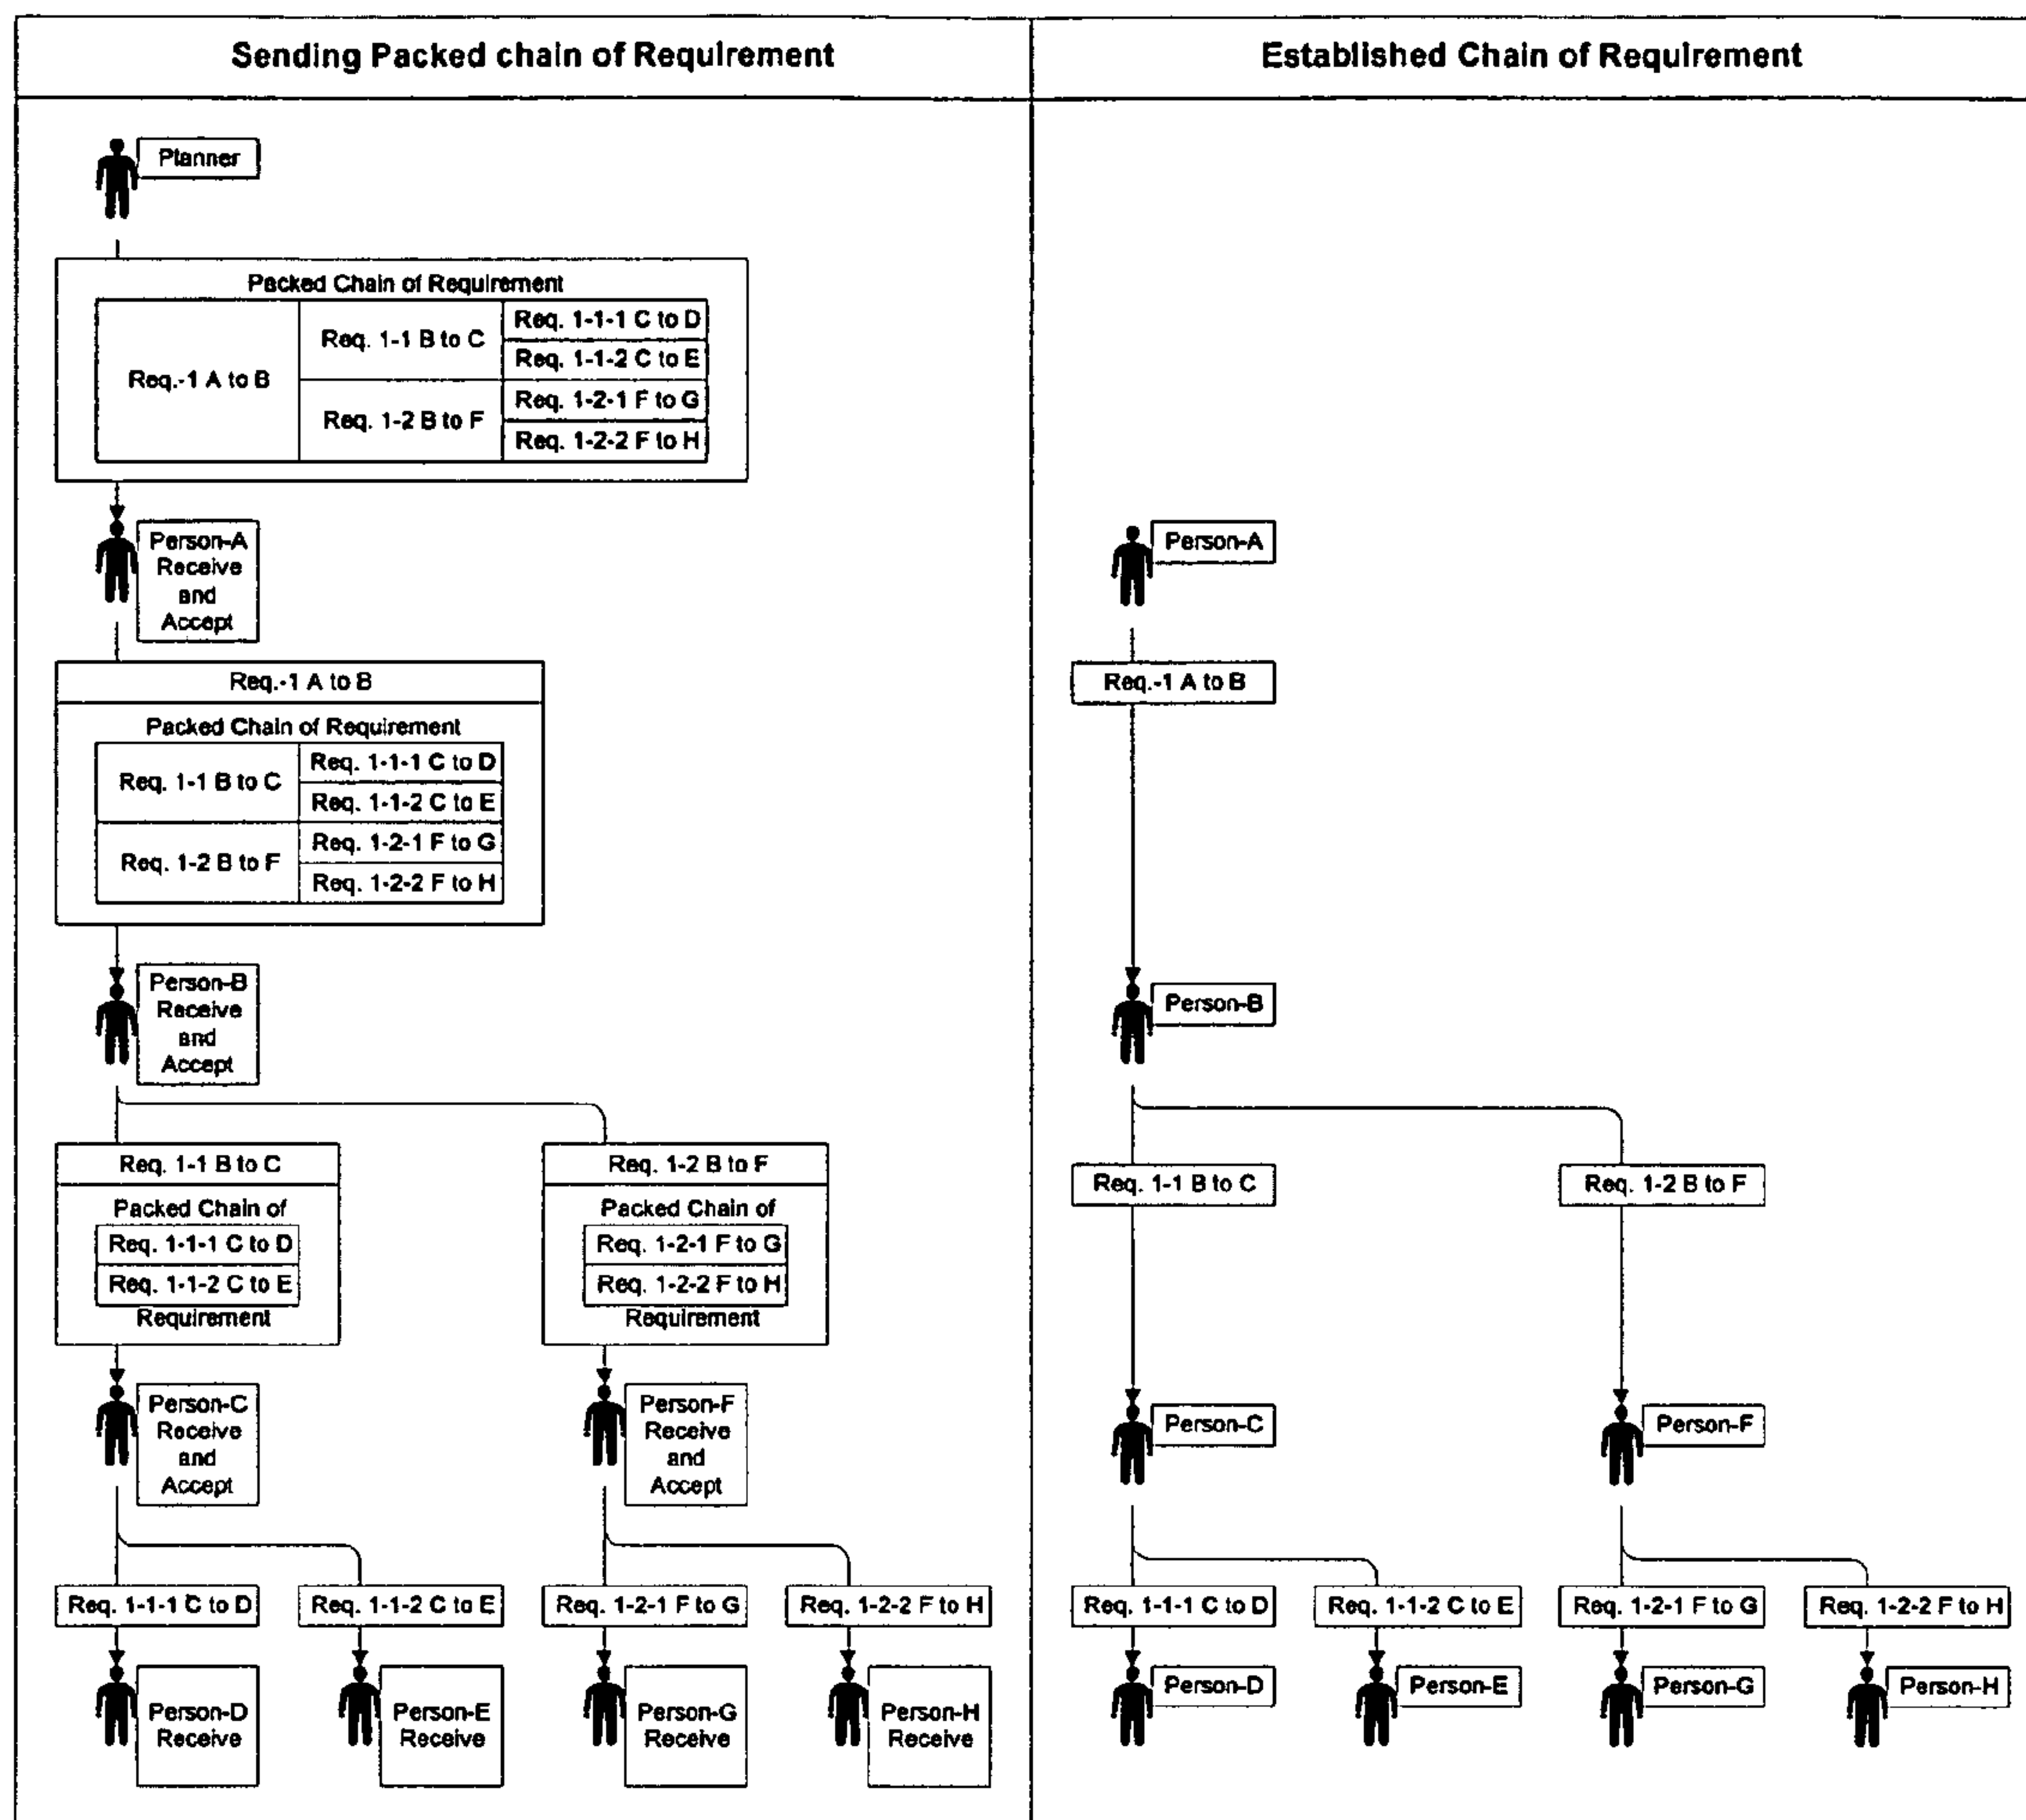 Sending Packed chain of Requirement
Planner
Packed Chain of Requirement
Req.-1 A to B
Req. 1-1 B to C
Req. 1-1-1 C to D
Req. 1-1-2 C to E
Req. 1-2 B to F
Req. 1-2-1 F to G
Req. 1-2-2 F to H
Person-A
Receive
and
Accept
Req.-1 A to B
Packed Chain of Requirement
Req. 1-1 B to C
Req. 1-1-1 C to D
Req. 1-1-2 C to E
Req. 1-2 B to F
Req. 1-2-1 F to G
Req. 1-2-2 F to H
Person-B
Receive
and
Accept
Req. 1-1 B to C
Packed Chain of
Req. 1-1-1 C to D
Req. 1-1-2 C to E
Requirement
Req. 1-2 B to F
Packed Chain of
Req. 1-2-1 F to G
Req. 1-2-2 F to H
Requirement
Person-C
Receive
and
Accept
Person-F
Receive
and
Accept
Req. 1-1-1 C to D
Req. 1-1-2 C to E
Req. 1-2-1 F to G
Req. 1-2-2 F to H
Person-D
Receive
Person-E
Receive
Person-G
Receive
Person-H
Receive
Established Chain of Requirement
Person-A
Req.-1 A to B
Person-B
Req. 1-1 B to C
Req. 1-2 B to F
Person-C
Person-F
Req. 1-1-1 C to D
Req. 1-1-2 C to E
Req. 1-2-1 F to G
Req. 1-2-2 F to H
Person-D
Person-E
Person-G
Person-H